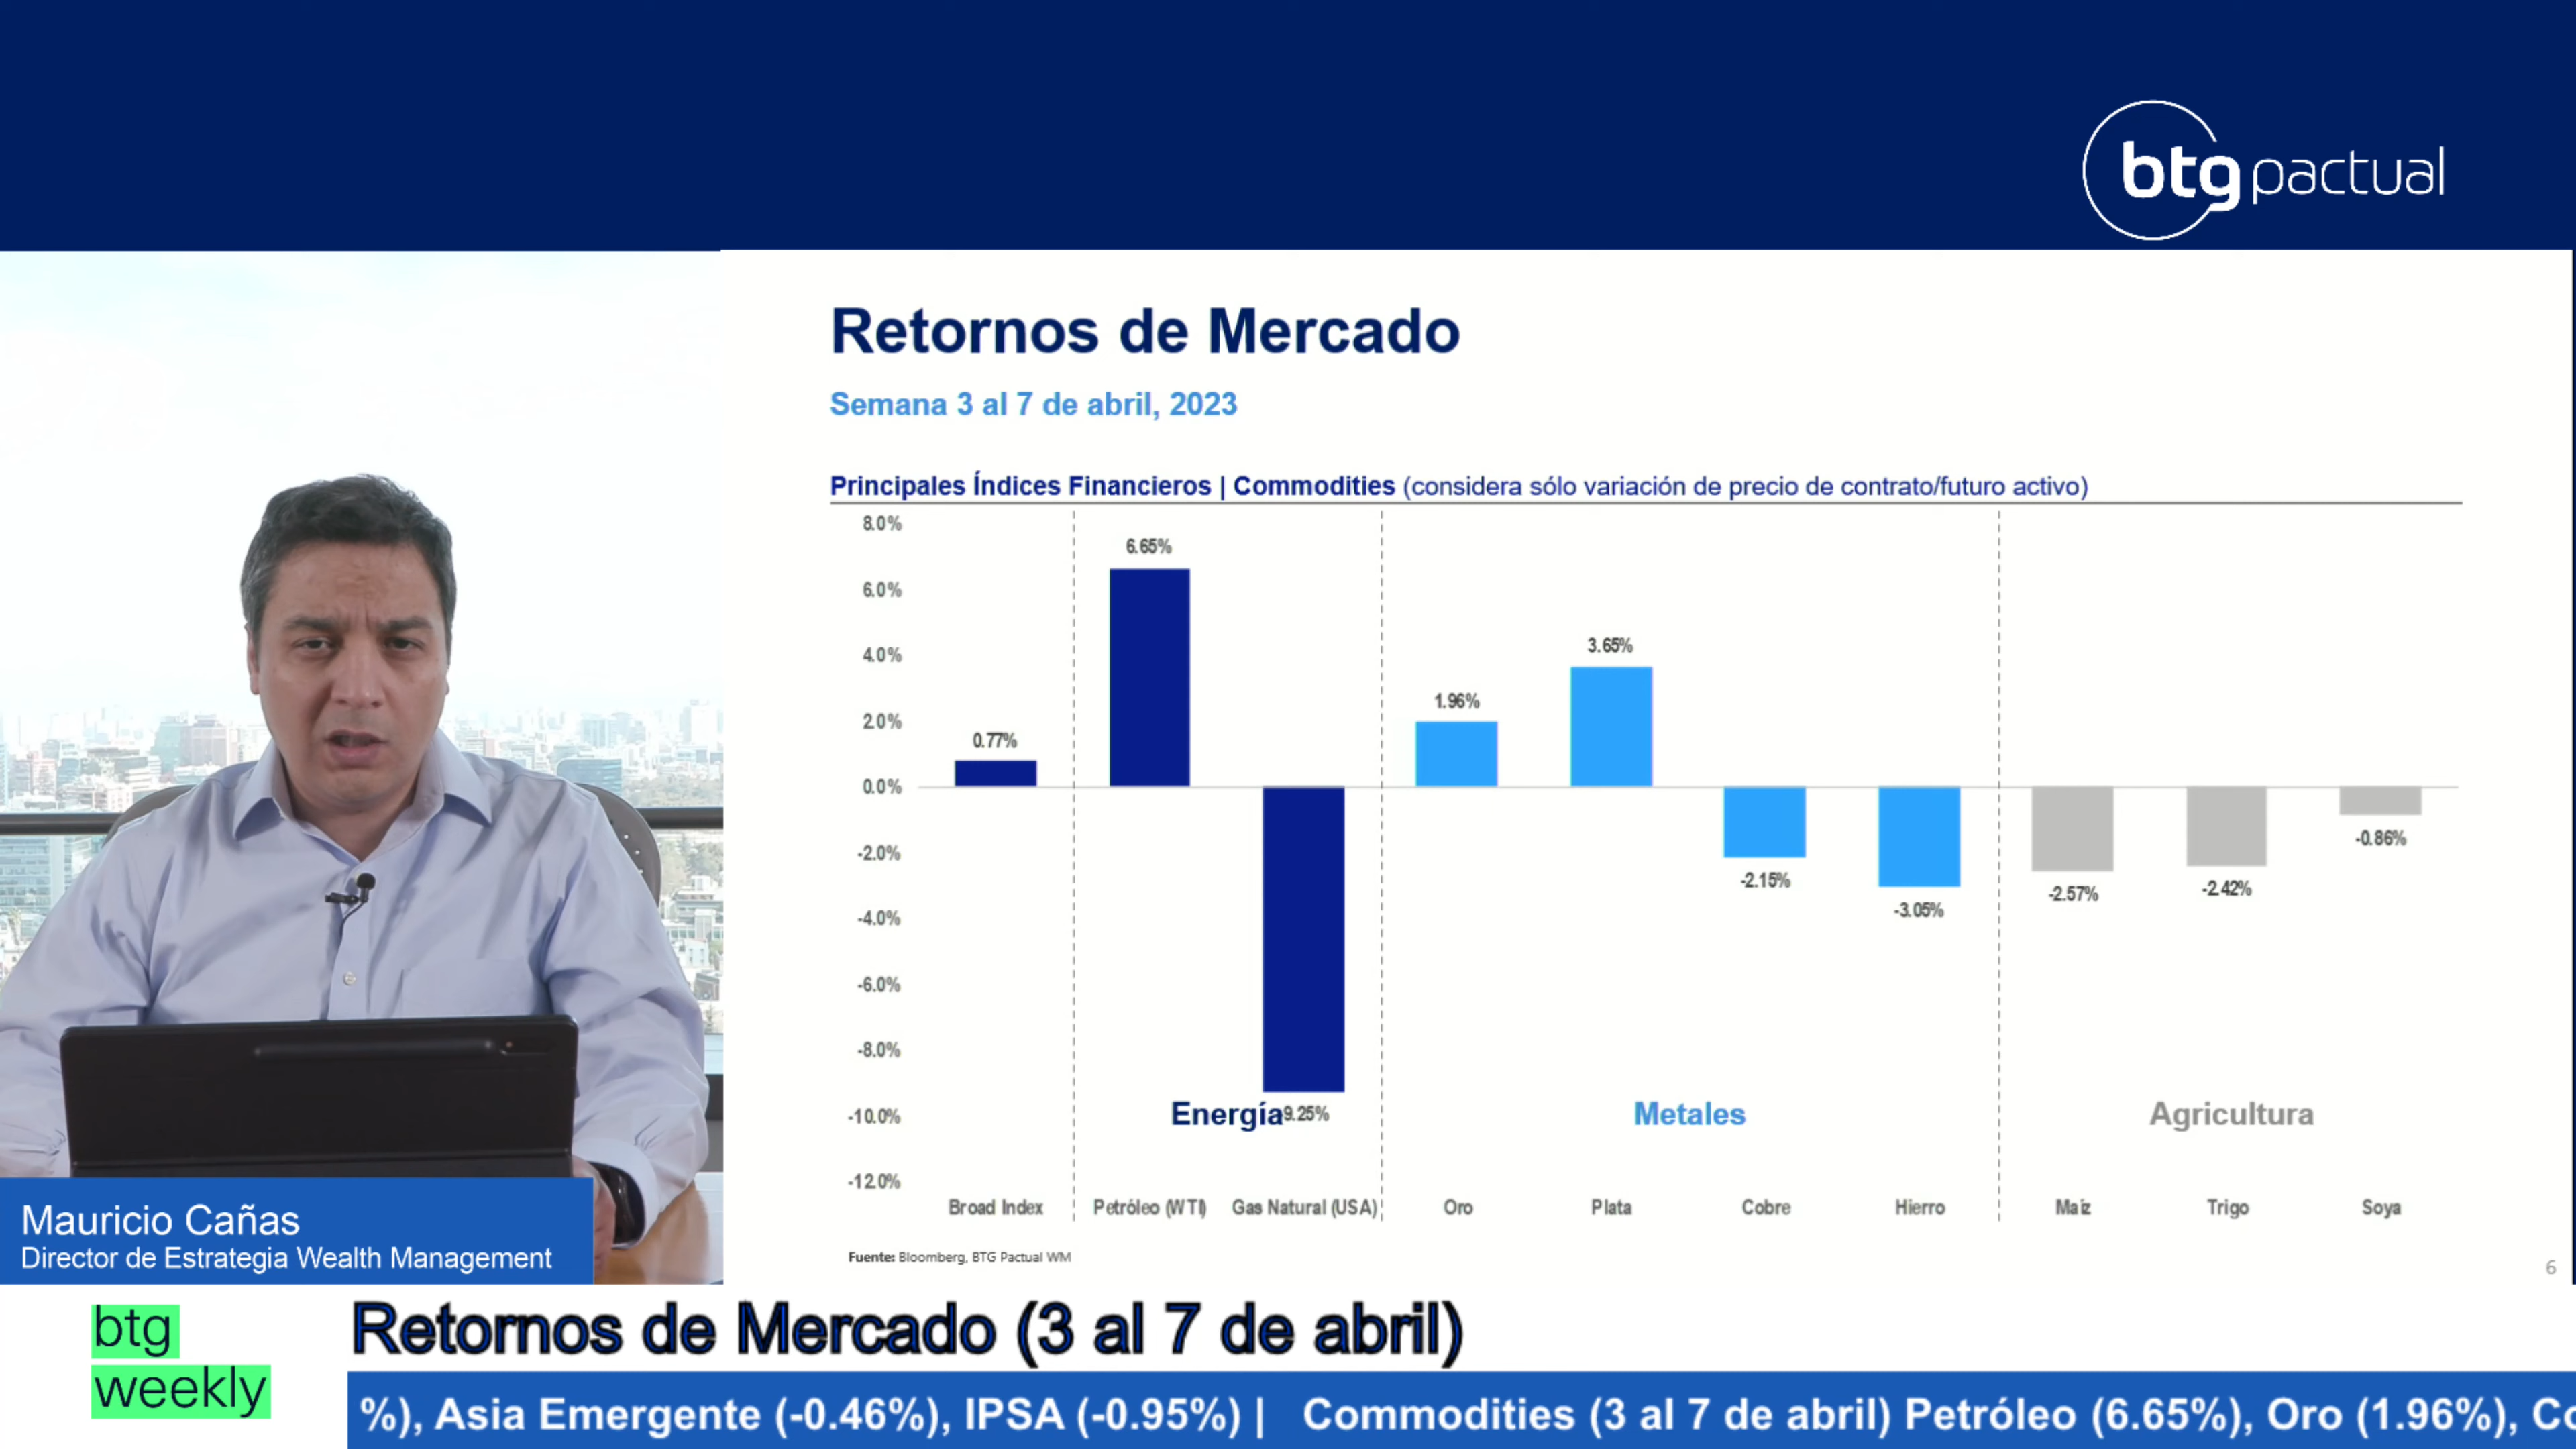 btg pactual
Retornos de Mercado
Semana 3 al 7 de abril, 2023
Principales Índices Financieros | Commodities (considera sólo variación de precio de contrato/futuro activo)
8.0%
6.0%
4.0%
2.0%
0.0%
-2.0%
-4.0%
-6.0%
-8.0%
-10.0%
-12.0%
0.77%
6.65%
9.25%
1.96%
3.65%
-2.15%
-3.05%
-2.57%
-2.42%
-0.86%
Energía
Metales
Agricultura
Broad Index
Petróleo (WTI)
Gas Natural (USA)
Oro
Plata
Cobre
Hierro
Maíz
Trigo
Soya
Fuente: Bloomberg, BTG Pactual WM
6
Mauricio Cañas
Director de Estrategia Wealth Management
btg
weekly
Retornos de Mercado (3 al 7 de abril)
%), Asia Emergente (-0.46%), IPSA (-0.95%) | Commodities (3 al 7 de abril) Petróleo (6.65%), Oro (1.96%),